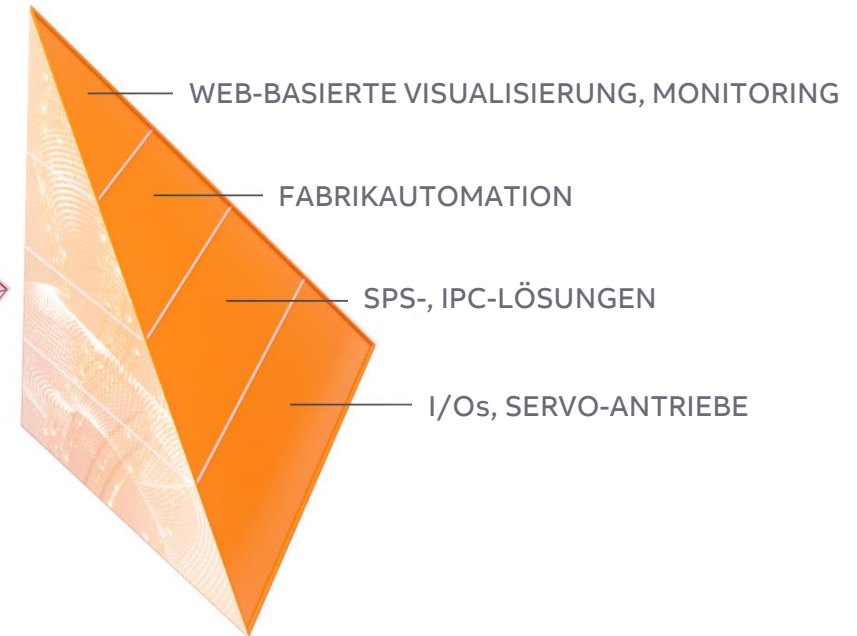 WEB-BASIERTE VISUALISIERUNG, MONITORING
FABRIKAUTOMATION
SPS-, IPC-LÖSUNGEN
I/Os, SERVO-ANTRIEBE